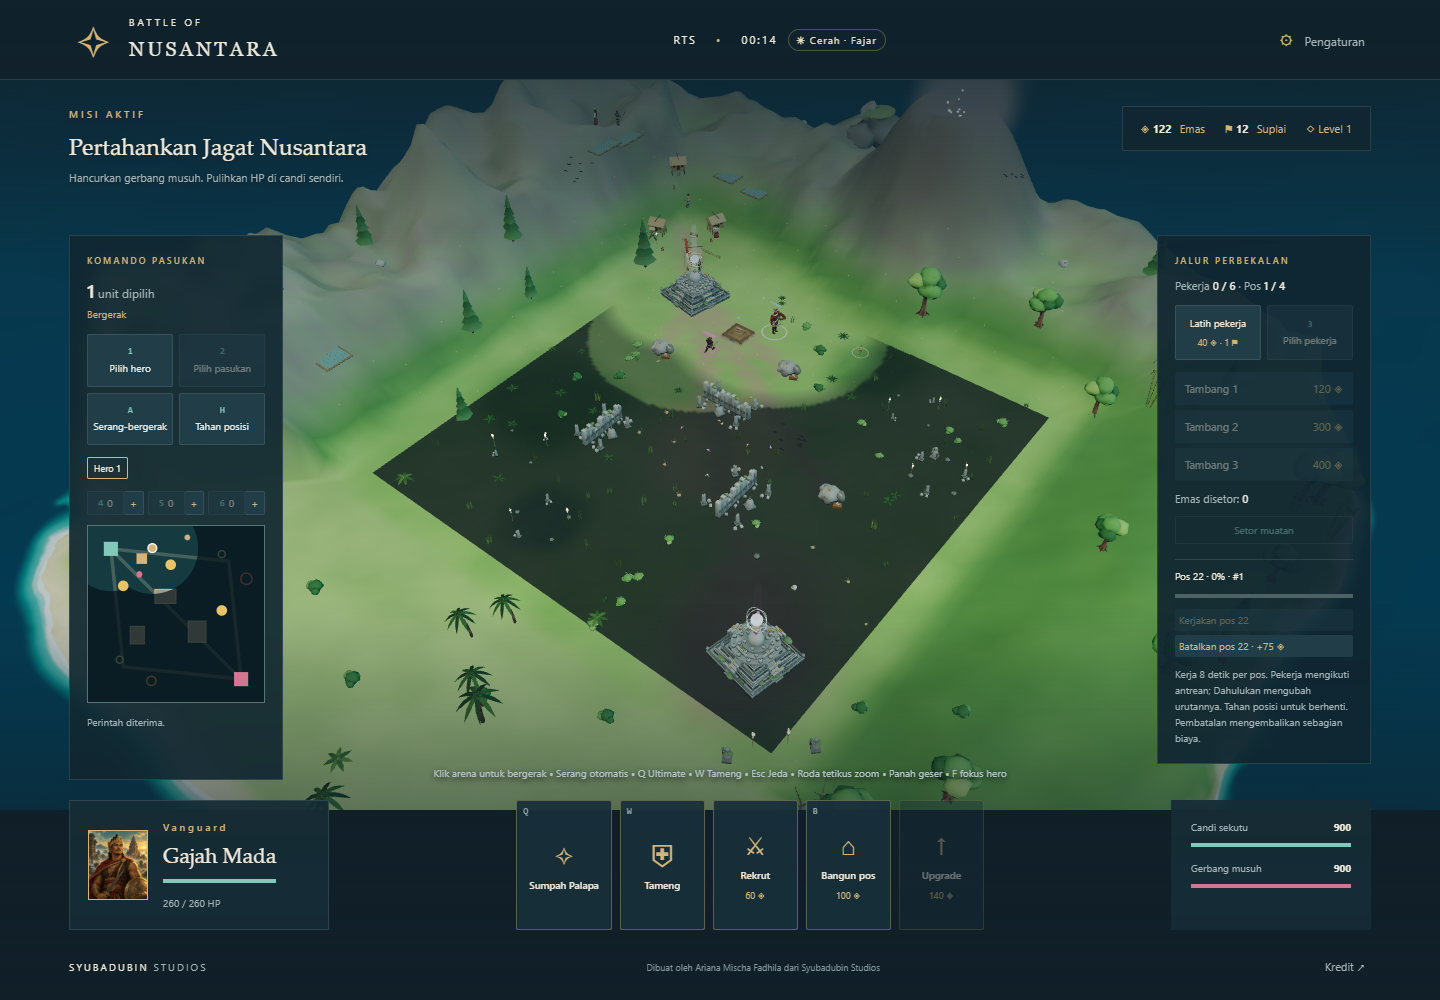 BATTLE OF
NUSANTARA
RTS • 00:14 Cerah · Fajar
Pengaturan
MISI AKTIF
Pertahankan Jagat Nusantara
Hancurkan gerbang musuh. Pulihkan HP di candi sendiri.
122 Emas 12 Suplai Level 1
KOMANDO PASUKAN
1 unit dipilih
Bergerak
1
Pilih hero
2
Pilih pasukan
A
Serang-bergerak
H
Tahan posisi
Hero 1
4 0 + 5 0 + 6 0 +
Perintah diterima.
JALUR PERBEKALAN
Pekerja 0 / 6 · Pos 1 / 4
Latih pekerja
40 · 1
3
Pilih pekerja
Tambang 1 120
Tambang 2 300
Tambang 3 400
Emas disetor: 0
Setor muatan
Pos 22 · 0% · #1
Kerjakan pos 22
Batalkan pos 22 · +75
Kerja 8 detik per pos. Pekerja mengikuti
antrean; Dahulukan mengubah
urutannya. Tahan posisi untuk berhenti.
Pembatalan mengembalikan sebagian
biaya.
Klik arena untuk bergerak • Serang otomatis • Q Ultimate • W Tameng • Esc Jeda • Roda tetikus zoom • Panah geser • F fokus hero
Vanguard
Gajah Mada
260 / 260 HP
Q
Sumpah Palapa
W
Tameng
Rekrut
60
B
Bangun pos
100
Upgrade
140
Candi sekutu 900
Gerbang musuh 900
SYUBADUBIN STUDIOS
Dibuat oleh Ariana Mischa Fadhila dari Syubadubin Studios
Kredit ↗